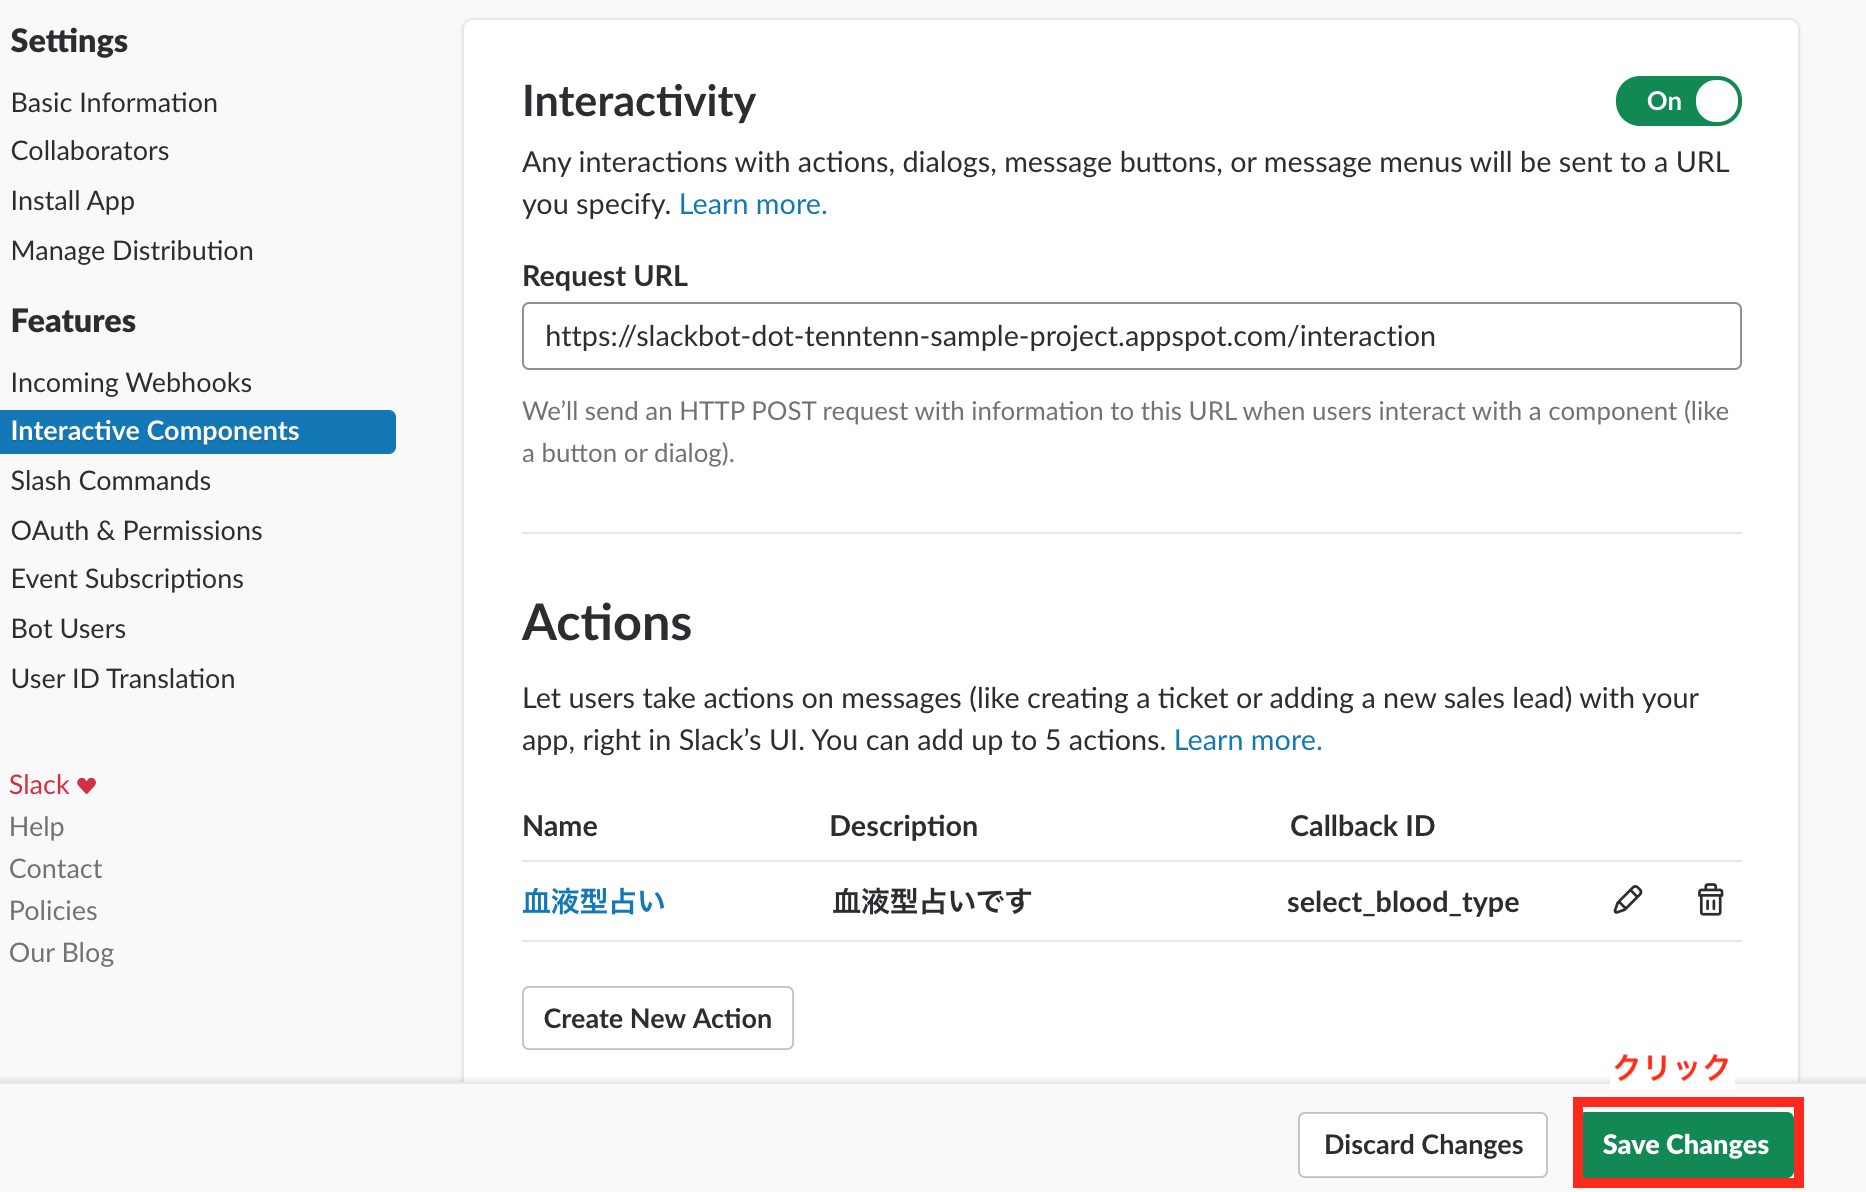 Settings
Basic Information
Collaborators
Install App
Manage Distribution
Features
Incoming Webhooks
Interactive Components
Slash Commands
OAuth & Permissions
Event Subscriptions
Bot Users
User ID Translation
Slack ♥
Help
Contact
Policies
Our Blog
Interactivity
On
Any interactions with actions, dialogs, message buttons, or message menus will be sent to a URL
you specify. Learn more.
Request URL
https://slackbot-dot-tenntenn-sample-project.appspot.com/interaction
We’ll send an HTTP POST request with information to this URL when users interact with a component (like
a button or dialog).
Actions
Let users take actions on messages (like creating a ticket or adding a new sales lead) with your
app, right in Slack’s UI. You can add up to 5 actions. Learn more.
Name Description Callback ID
血液型占い 血液型占いです select_blood_type
Create New Action
クリック
Discard Changes Save Changes